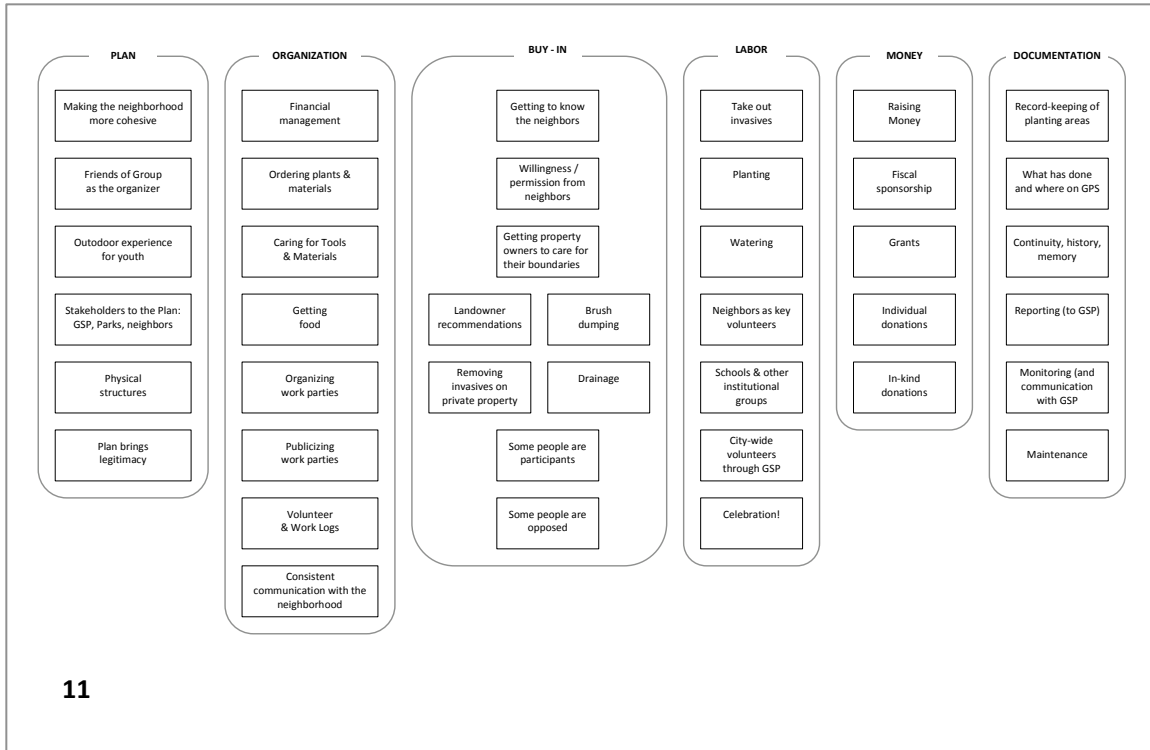 PLAN
Making the neighborhood
more cohesive
Friends of Group
as the organizer
Outodoor experience
for youth
Stakeholders to the Plan:
GSP, Parks, neighbors
Physical
structures
Plan brings
legitimacy
ORGANIZATION
Financial
management
Ordering plants &
materials
Caring for Tools
& Materials
Getting
food
Organizing
work parties
Publicizing
work parties
Volunteer
& Work Logs
Consistent
communication with the
neighborhood
BUY - IN
Getting to know
the neighbors
Willingness /
permission from
neighbors
Getting property
owners to care for
their boundaries
Landowner
recommendations
Brush
dumping
Removing
invasives on
private property
Drainage
Some people are
participants
Some people are
opposed
LABOR
Take out
invasives
Planting
Watering
Neighbors as key
volunteers
Schools & other
institutional
groups
City-wide
volunteers
through GSP
Celebration!
MONEY
Raising
Money
Fiscal
sponsorship
Grants
Individual
donations
In-kind
donations
DOCUMENTATION
Record-keeping of
planting areas
What has done
and where on GPS
Continuity, history,
memory
Reporting (to GSP)
Monitoring (and
communication
with GSP
Maintenance
11